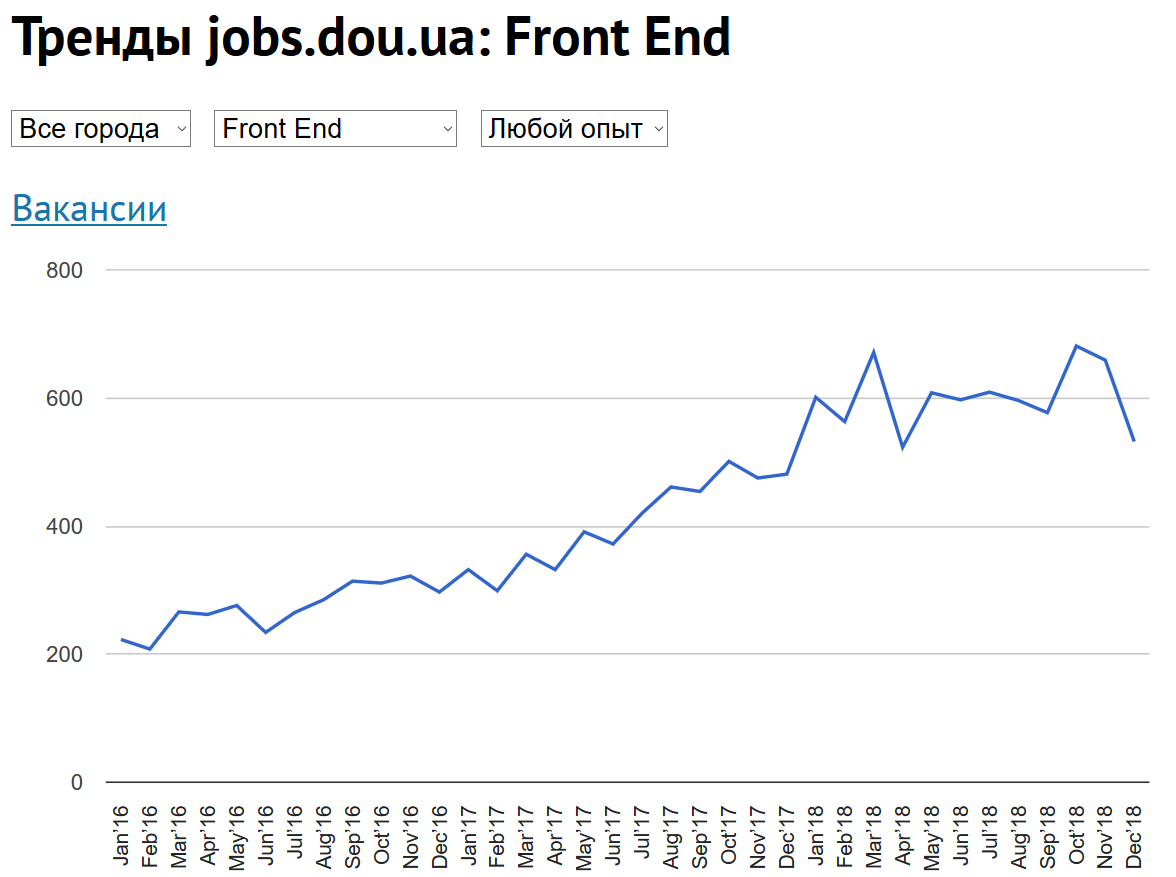 Тренды jobs.dou.ua: Front End
Все города Front End Любой опыт
Вакансии
800
600
400
200
0
Jan’16 Feb’16 Mar’16 Apr’16 May’16 Jun’16 Jul’16 Aug’16 Sep’16 Oct’16 Nov’16 Dec’16 Jan’17 Feb’17 Mar’17 Apr’17 May’17 Jun’17 Jul’17 Aug’17 Sep’17 Oct’17 Nov’17 Dec’17 Jan’18 Feb’18 Mar’18 Apr’18 May’18 Jun’18 Jul’18 Aug’18 Sep’18 Oct’18 Nov’18 Dec’18